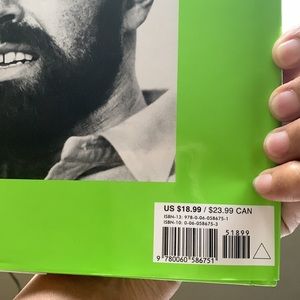 US $18.99 / $23.99 CAN
ISBN-13: 978-0-06-058675-1
ISBN-10: 0-06-058675-3
51899
9 780060 586751